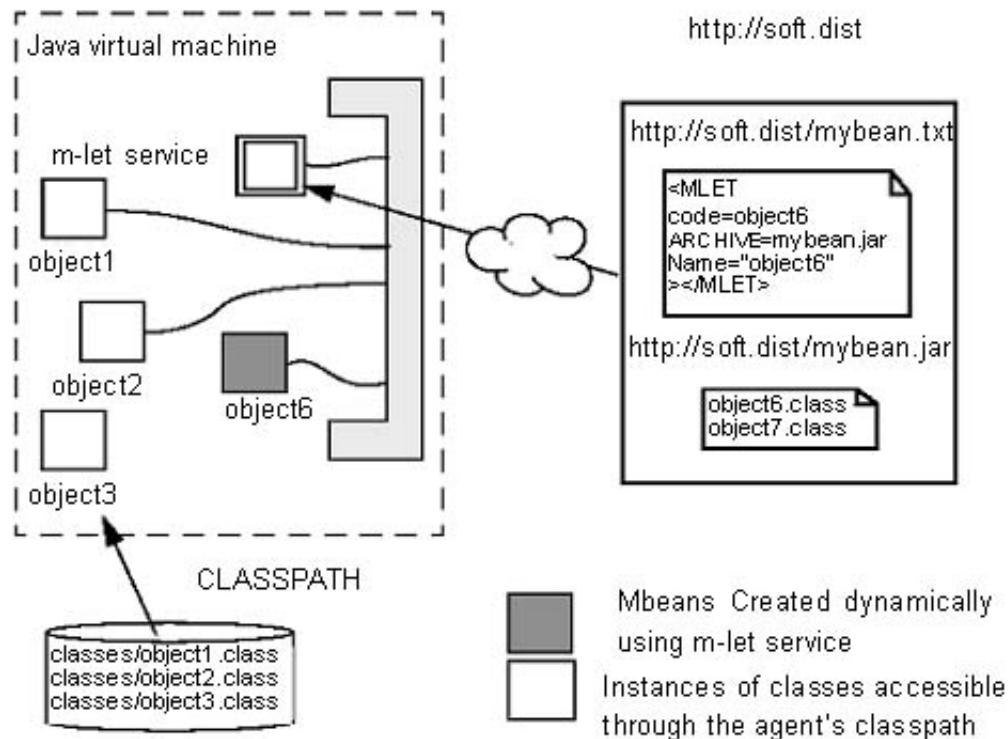 Java virtual machine
m-let service
object1
object2
object6
object3
CLASSPATH
classes/object1.class
classes/object2.class
classes/object3.class
http://soft.dist
http://soft.dist/mybean.txt
<MLET
code=object6
ARCHIVE=mybean.jar
Name="object6"
></MLET>
http://soft.dist/mybean.jar
object6.class
object7.class
Mbeans Created dynamically
using m-let service
Instances of classes accessible
through the agent's classpath